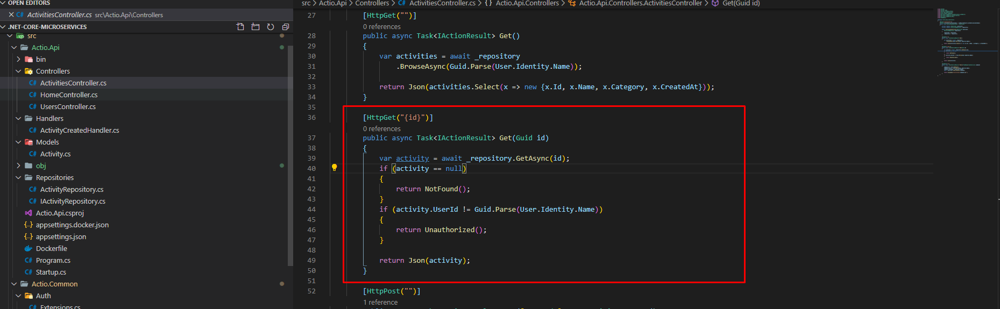 OPEN EDITORS
ActivitiesController.cs src\Actio.Api\Controllers
.NET-CORE-MICROSERVICES
src
Actio.Api
bin
Controllers
C# ActivitiesController.cs
C# HomeController.cs
C# UsersController.cs
Handlers
C# ActivityCreatedHandler.cs
Models
C# Activity.cs
obj
Repositories
C# ActivityRepository.cs
C# IActivityRepository.cs
Actio.Api.csproj
{..} appsettings.docker.json
{..} appsettings.json
Dockerfile
C# Program.cs
C# Startup.cs
Actio.Common
Auth
C# Extensions.cs
src > Actio.Api > Controllers > C# ActivitiesController.cs > {} Actio.Api.Controllers > Actio.Api.Controllers.ActivitiesController > Get(Guid id)
27 [HttpGet("")]
0 references
28 public async Task<IActionResult> Get()
29 {
30 var activities = await _repository
31 .BrowseAsync(Guid.Parse(User.Identity.Name));
32
33 return Json(activities.Select(x => new {x.Id, x.Name, x.Category, x.CreatedAt}));
34 }
35
36 [HttpGet("{id}")]
0 references
37 public async Task<IActionResult> Get(Guid id)
38 {
39 var activity = await _repository.GetAsync(id);
40 if (activity == null)
41 {
42 return NotFound();
43 }
44 if (activity.UserId != Guid.Parse(User.Identity.Name))
45 {
46 return Unauthorized();
47 }
48
49 return Json(activity);
50 }
51
52 [HttpPost("")]
1 reference